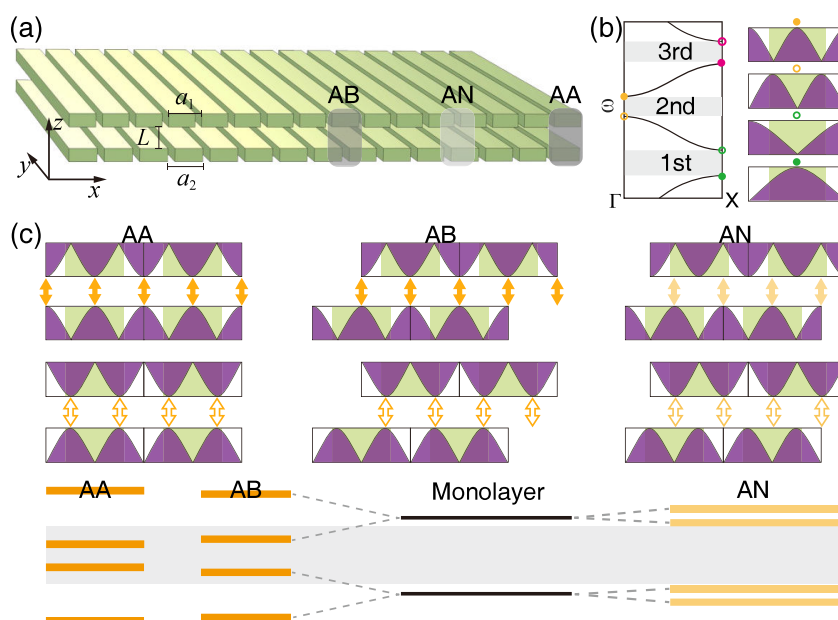 (a)
AB
AN
AA
a1
L
a2
z
y
x
(b)
3rd
2nd
1st
ω
Γ
X
(c)
AA
AB
AN
AA
AB
Monolayer
AN